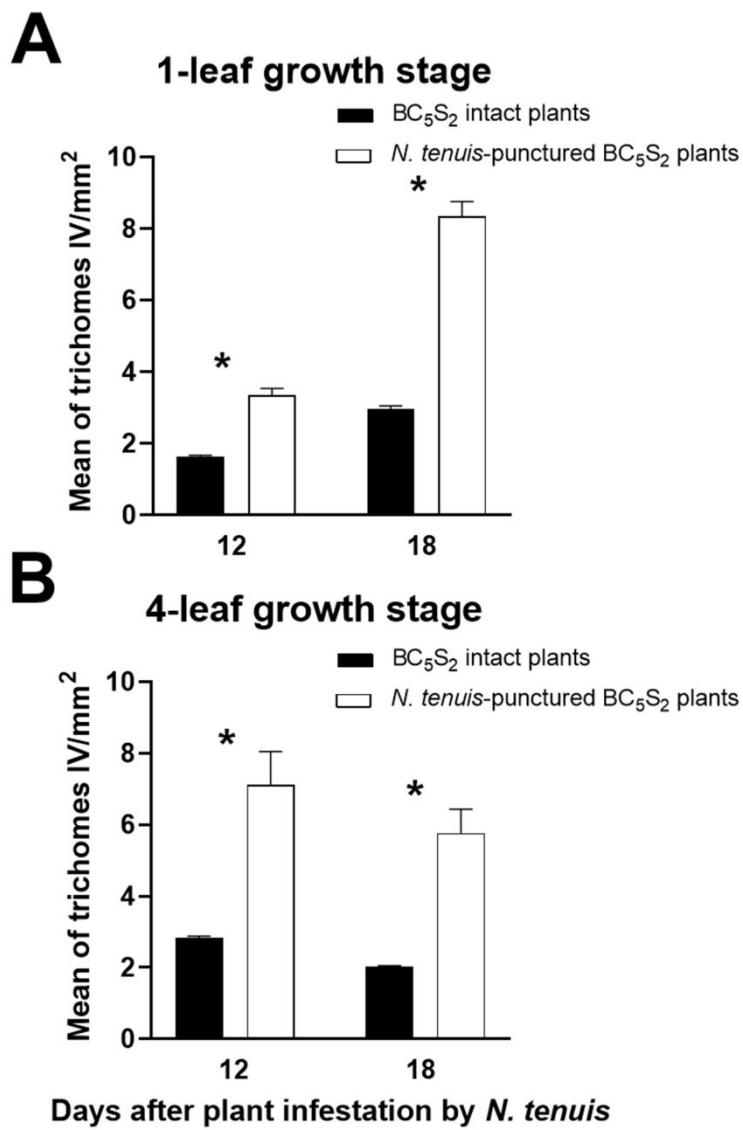 A
1-leaf growth stage
BC₅S₂ intact plants
N. tenuis-punctured BC₅S₂ plants
Mean of trichomes IV/mm²
10
8
6
4
2
0
*
*
12 18
B
4-leaf growth stage
BC₅S₂ intact plants
N. tenuis-punctured BC₅S₂ plants
Mean of trichomes IV/mm²
10
8
6
4
2
0
*
*
12 18
Days after plant infestation by N. tenuis